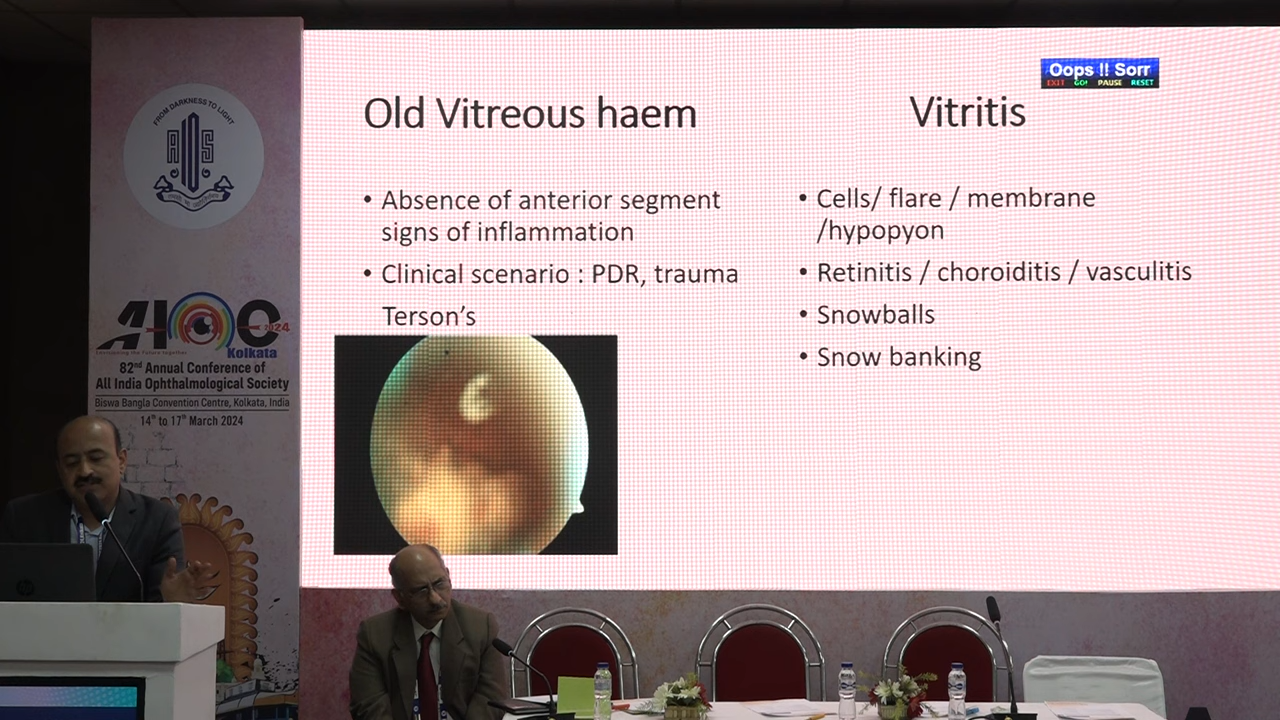 FROM DARKNESS TO LIGHT
AIOS
AIOC 2024
Kolkata
82nd Annual Conference of
All India Ophthalmological Society
Biswa Bangla Convention Centre, Kolkata, India
14th to 17th March 2024
Oops !! Sorr
EXIT GO! PAUSE RESET
Old Vitreous haem
• Absence of anterior segment
signs of inflammation
• Clinical scenario : PDR, trauma
Terson's
Vitritis
• Cells/ flare / membrane
/hypopyon
• Retinitis / choroiditis / vasculitis
• Snowballs
• Snow banking